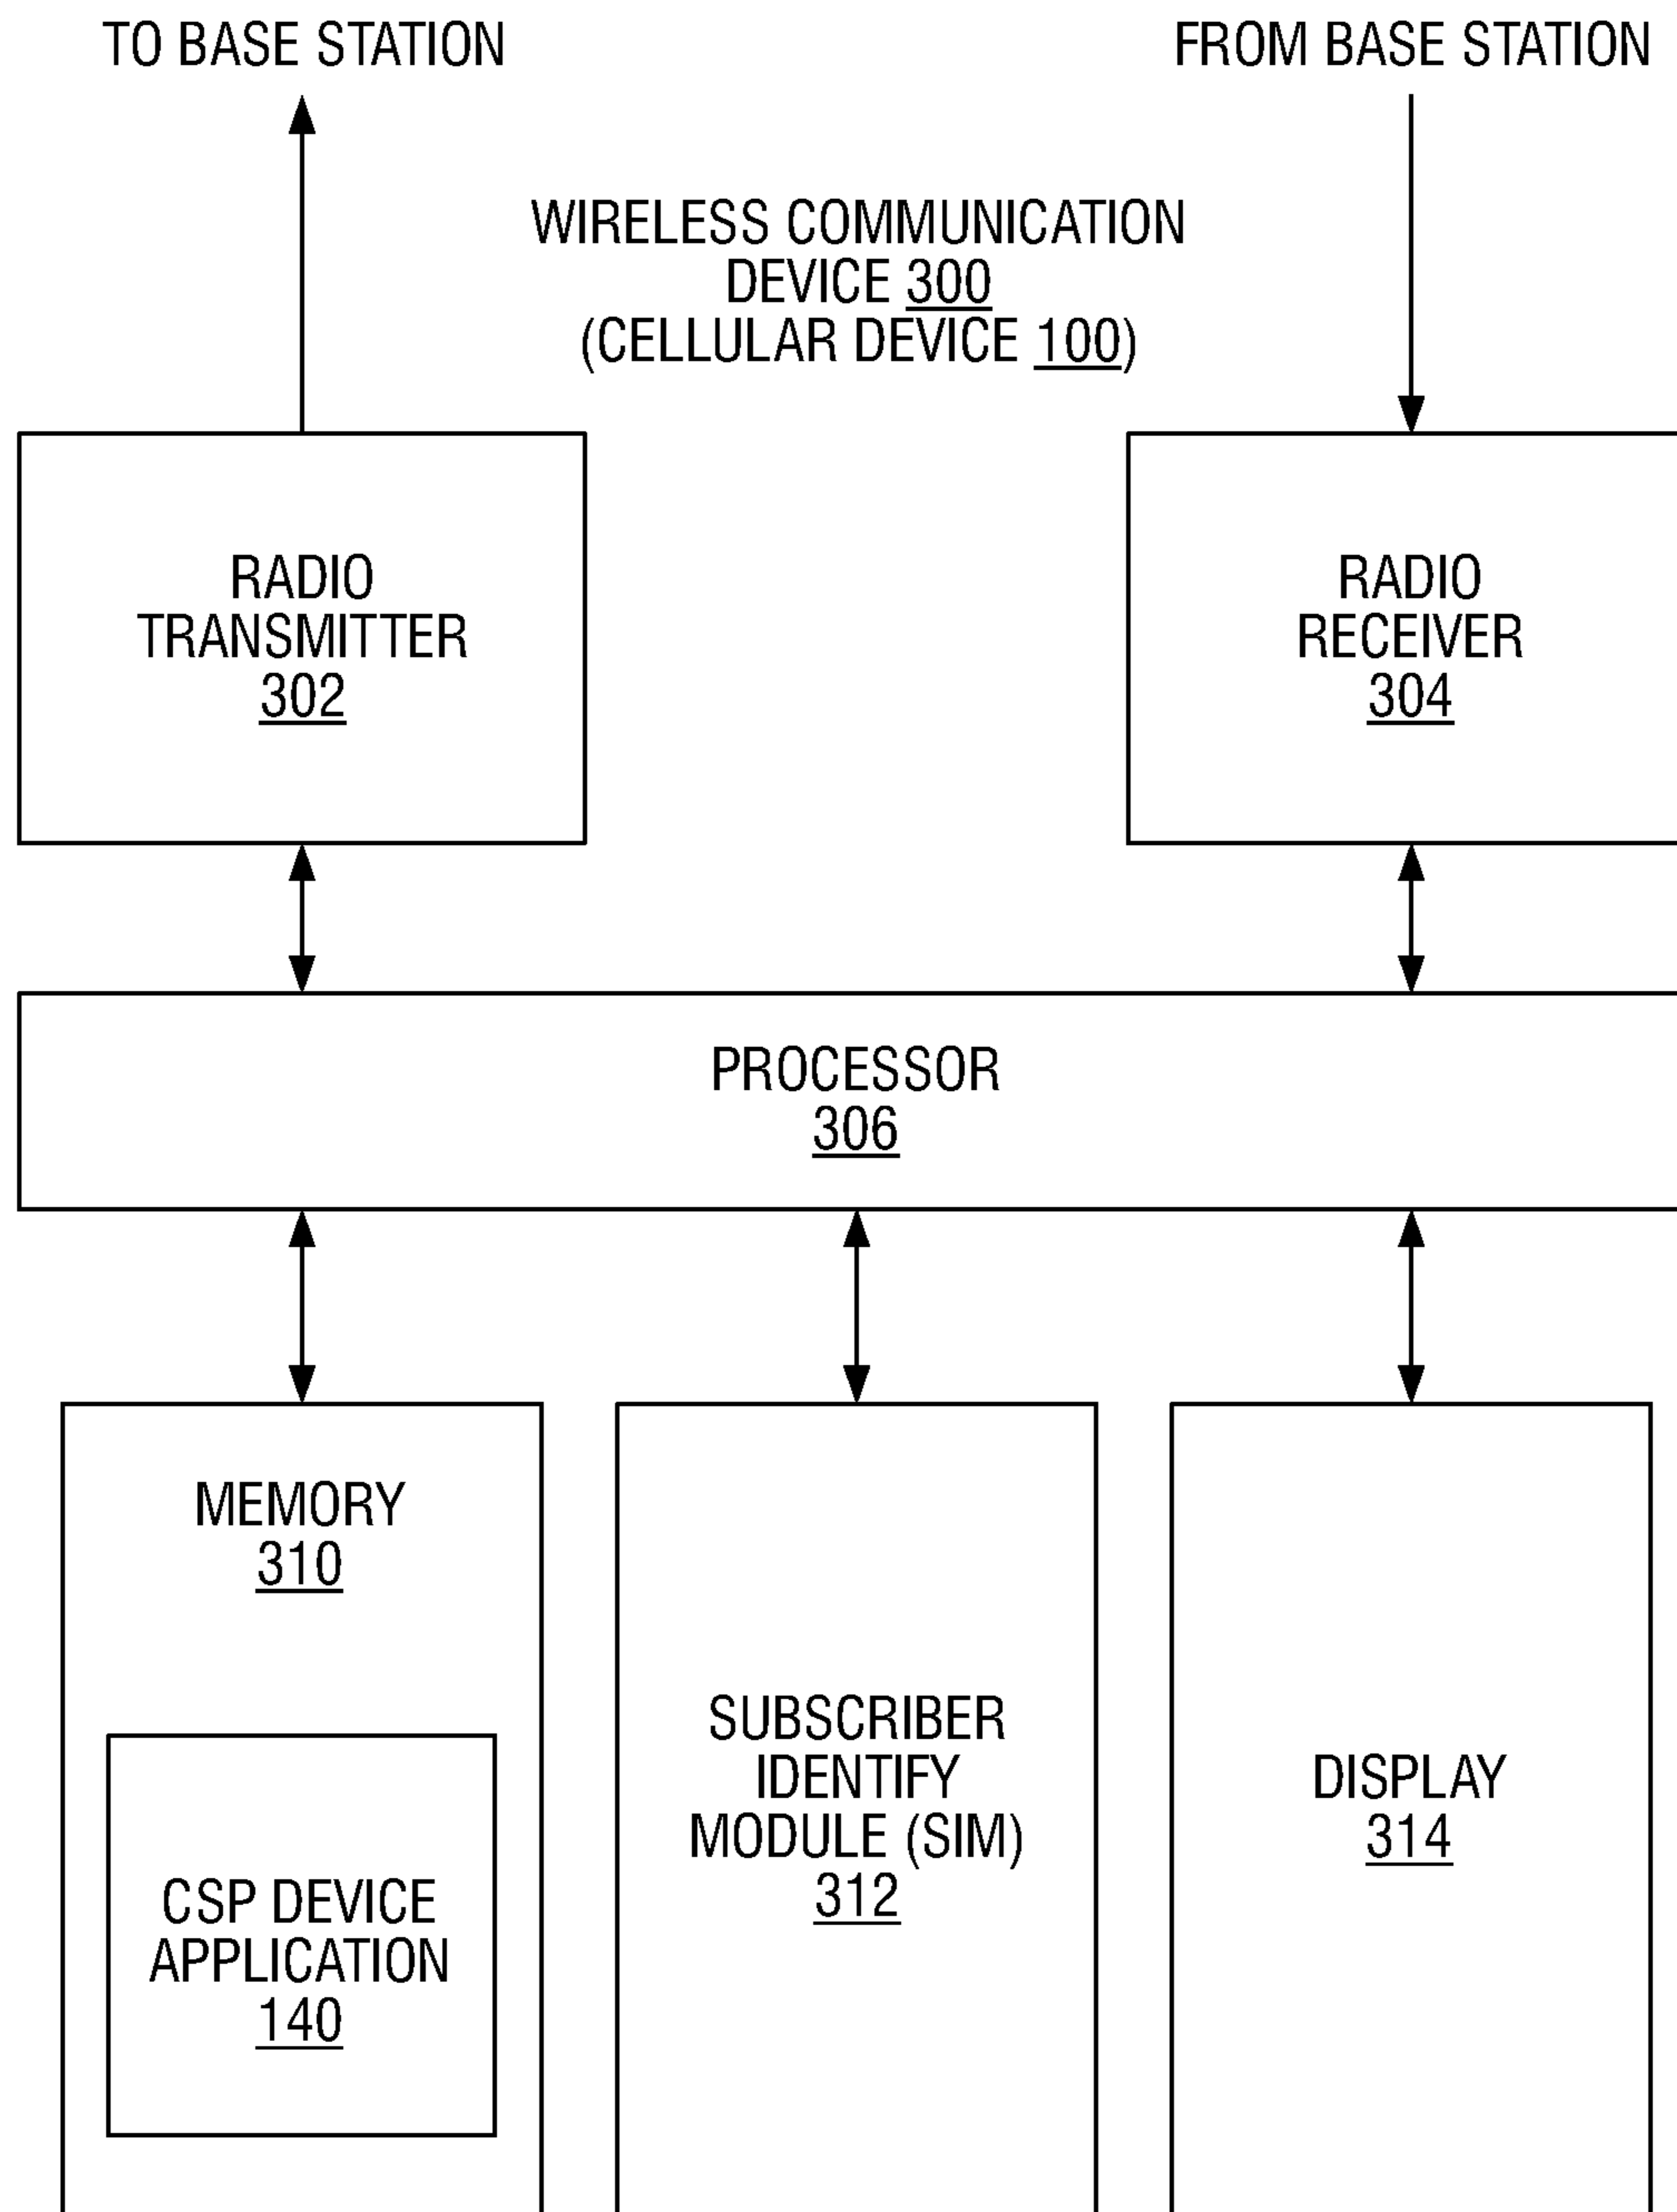 TO BASE STATION
FROM BASE STATION
WIRELESS COMMUNICATION
DEVICE 300
(CELLULAR DEVICE 100)
RADIO
TRANSMITTER
302
RADIO
RECEIVER
304
PROCESSOR
306
MEMORY
310
CSP DEVICE
APPLICATION
140
SUBSCRIBER
IDENTIFY
MODULE (SIM)
312
DISPLAY
314